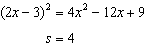 (2x−3)² = 4x² −12x + 9
s = 4